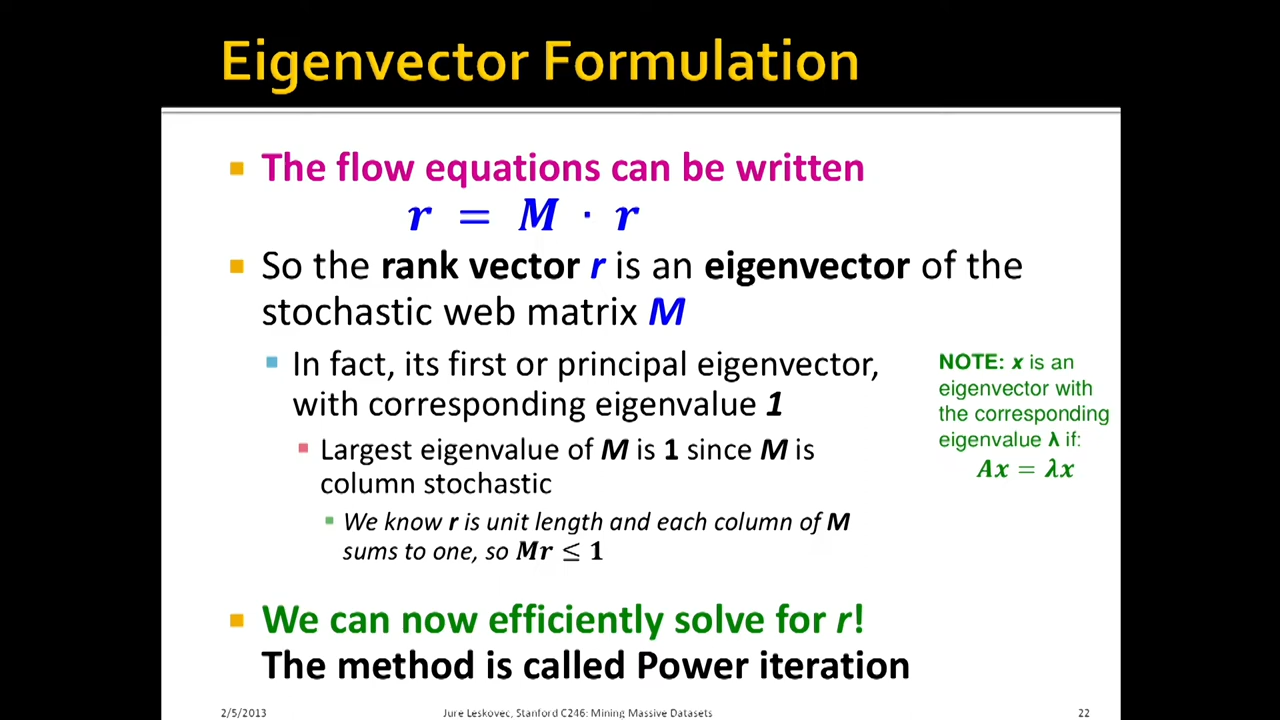 Eigenvector Formulation
The flow equations can be written
r = M · r
So the rank vector r is an eigenvector of the
stochastic web matrix M
In fact, its first or principal eigenvector,
with corresponding eigenvalue 1
Largest eigenvalue of M is 1 since M is
column stochastic
We know r is unit length and each column of M
sums to one, so Mr ≤ 1
NOTE: x is an
eigenvector with
the corresponding
eigenvalue λ if:
Ax = λx
We can now efficiently solve for r!
The method is called Power iteration
2/5/2013
Jure Leskovec, Stanford C246: Mining Massive Datasets
22